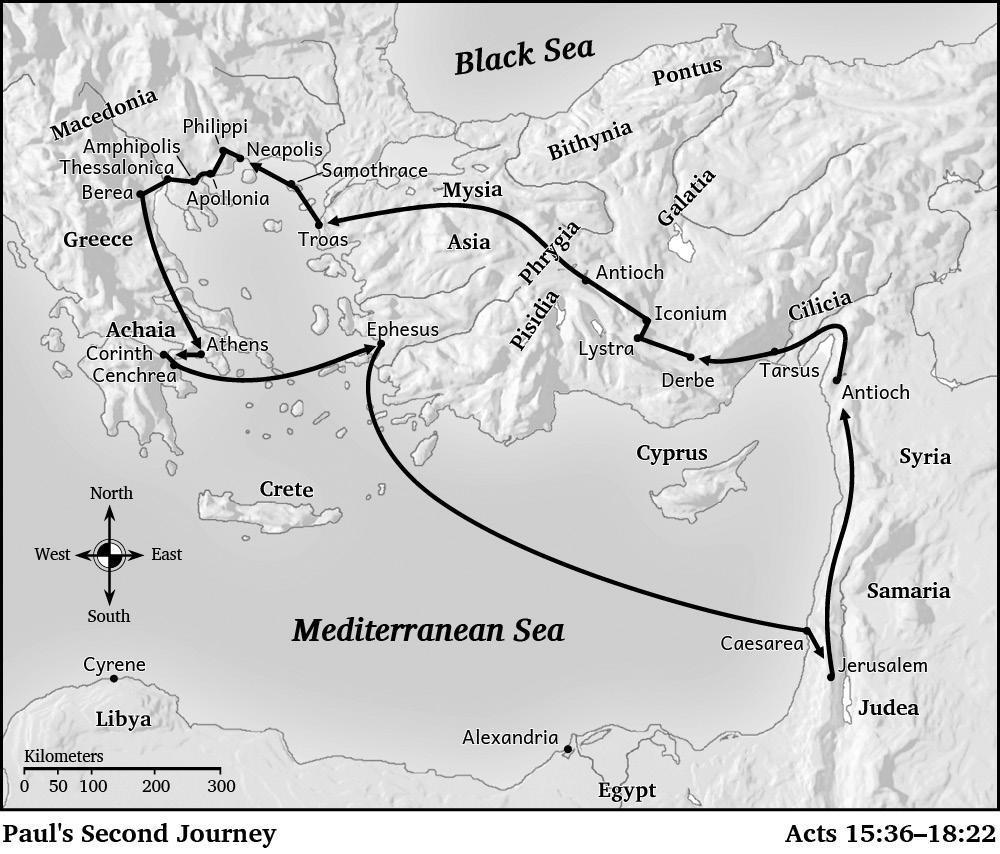 Black Sea
Pontus
Macedonia
Bithynia
Philippi
Neapolis
Amphipolis
Thessalonica
Samothrace
Berea
Apollonia
Mysia
Galatia
Greece
Troas
Asia
Phrygia
Antioch
Pisidia
Iconium
Cilicia
Achaia
Ephesus
Athens
Corinth
Lystra
Cenchrea
Tarsus
Derbe
Antioch
Cyprus
Syria
Crete
North
West
East
South
Samaria
Mediterranean Sea
Caesarea
Cyrene
Jerusalem
Libya
Judea
Alexandria
Kilometers
0 50 100 200 300
Egypt
Paul's Second Journey
Acts 15:36–18:22